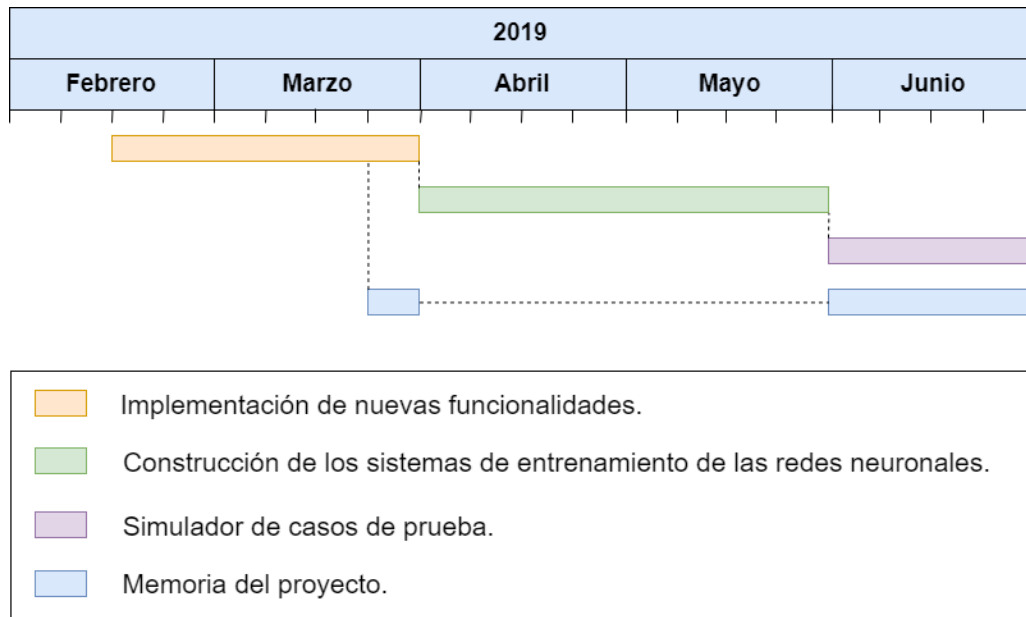 2019
Febrero Marzo Abril Mayo Junio
Implementación de nuevas funcionalidades.
Construcción de los sistemas de entrenamiento de las redes neuronales.
Simulador de casos de prueba.
Memoria del proyecto.